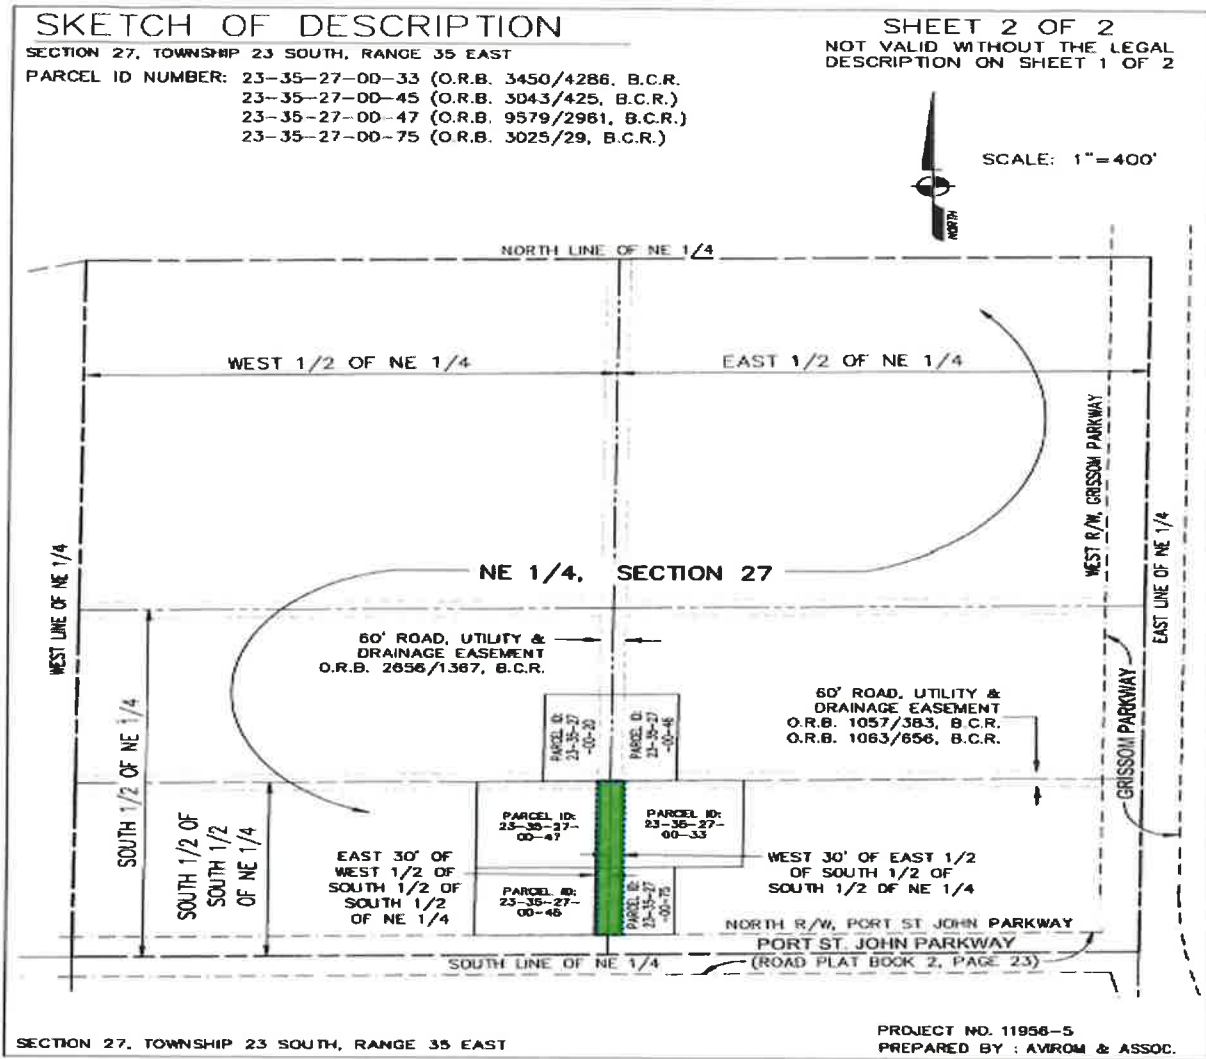 SKETCH OF DESCRIPTION
SECTION 27, TOWNSHIP 23 SOUTH, RANGE 35 EAST
PARCEL ID NUMBER: 23-35-27-00-33 (O.R.B. 3450/4286, B.C.R.
23-35-27-00-45 (O.R.B. 3043/425, B.C.R.)
23-35-27-00-47 (O.R.B. 9579/2961, B.C.R.)
23-35-27-00-75 (O.R.B. 3025/29, B.C.R.)
SHEET 2 OF 2
NOT VALID WITHOUT THE LEGAL
DESCRIPTION ON SHEET 1 OF 2
SCALE: 1"=400'
NORTH
NORTH LINE OF NE 1/4
WEST 1/2 OF NE 1/4
EAST 1/2 OF NE 1/4
WEST R/W, GRISSOM PARKWAY
EAST LINE OF NE 1/4
WEST LINE OF NE 1/4
NE 1/4, SECTION 27
60' ROAD, UTILITY &
DRAINAGE EASEMENT
O.R.B. 2656/1367, B.C.R.
60' ROAD, UTILITY &
DRAINAGE EASEMENT
O.R.B. 1057/383, B.C.R.
O.R.B. 1063/656, B.C.R.
GRISSOM PARKWAY
PARCEL ID:
23-35-27
-00-20
PARCEL ID:
23-35-27
-00-46
SOUTH 1/2 OF NE 1/4
SOUTH 1/2 OF
SOUTH 1/2
OF NE 1/4
PARCEL ID:
23-35-27-
00-47
PARCEL ID:
23-35-27-
00-33
EAST 30' OF
WEST 1/2 OF
SOUTH 1/2 OF
SOUTH 1/2
OF NE 1/4
WEST 30' OF EAST 1/2
OF SOUTH 1/2 OF
SOUTH 1/2 OF NE 1/4
PARCEL ID:
23-35-27-
00-45
PARCEL ID:
23-35-27
-00-75
NORTH R/W, PORT ST JOHN PARKWAY
PORT ST. JOHN PARKWAY
(ROAD PLAT BOOK 2, PAGE 23)
SOUTH LINE OF NE 1/4
SECTION 27, TOWNSHIP 23 SOUTH, RANGE 35 EAST
PROJECT NO. 11956-5
PREPARED BY : AVIROM & ASSOC.